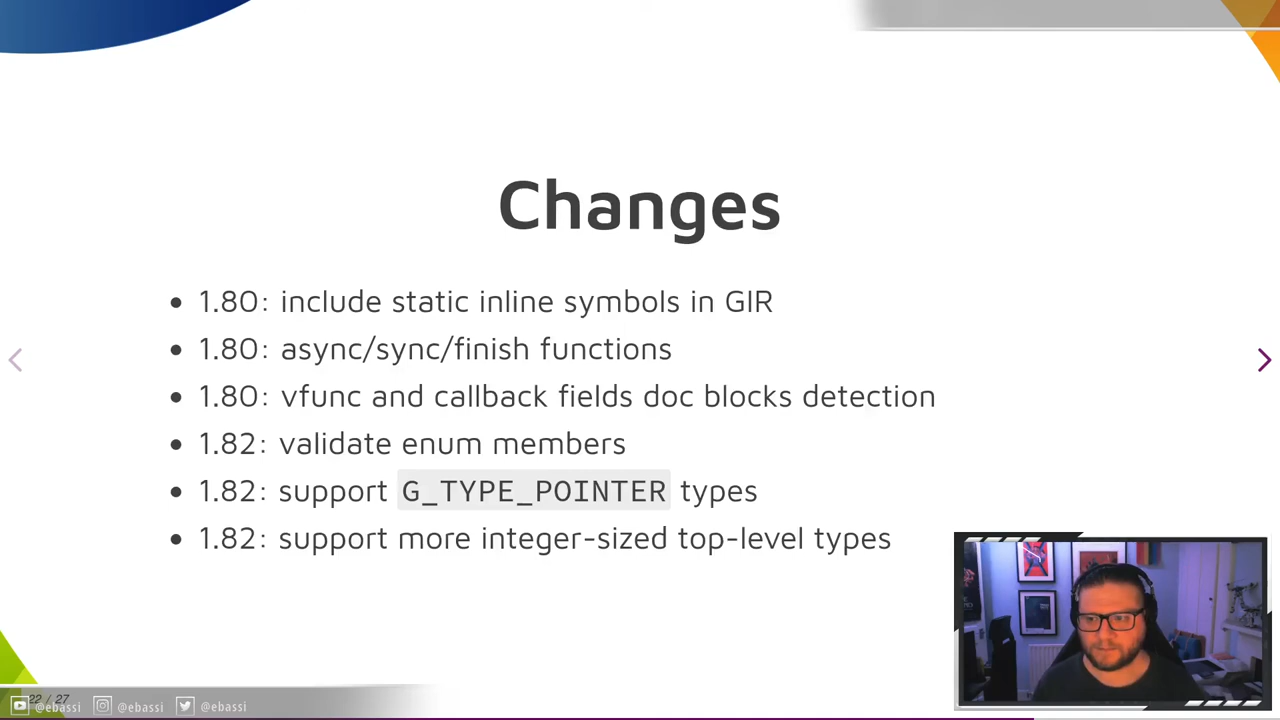 Changes
1.80: include static inline symbols in GIR
1.80: async/sync/finish functions
1.80: vfunc and callback fields doc blocks detection
1.82: validate enum members
1.82: support G_TYPE_POINTER types
1.82: support more integer-sized top-level types
22 / 27
@ebassi @ebassi @ebassi